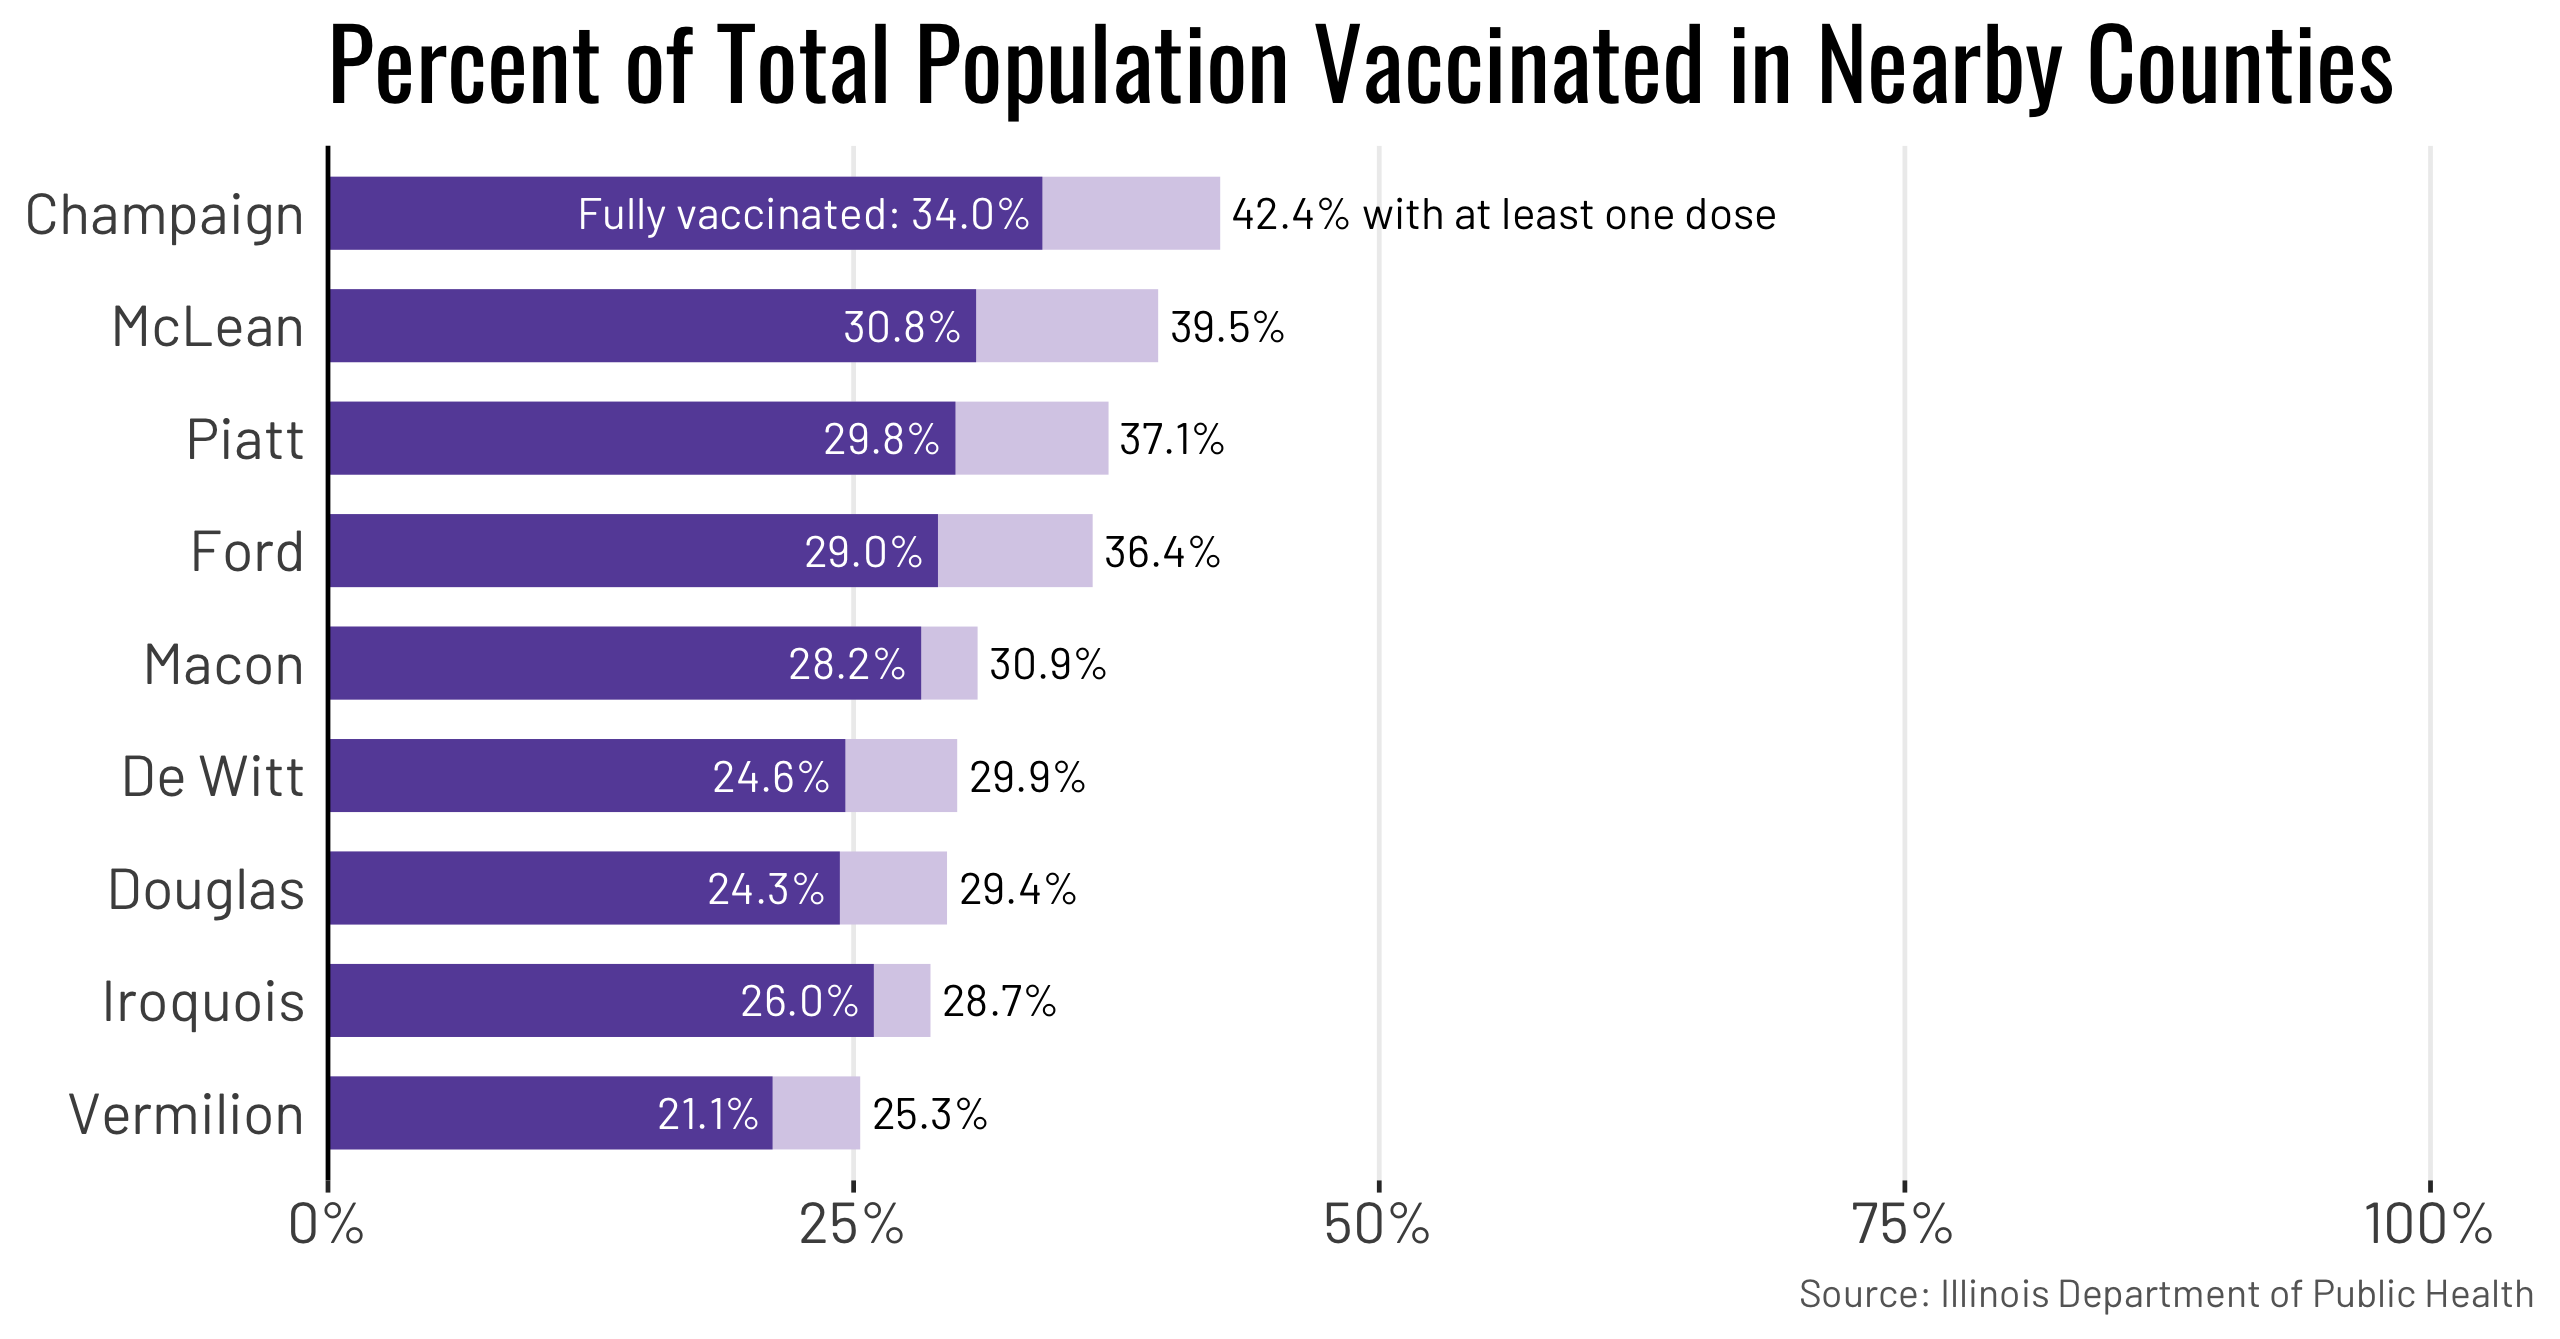 Percent of Total Population Vaccinated in Nearby Counties
Champaign Fully vaccinated: 34.0% 42.4% with at least one dose
McLean 30.8% 39.5%
Piatt 29.8% 37.1%
Ford 29.0% 36.4%
Macon 28.2% 30.9%
De Witt 24.6% 29.9%
Douglas 24.3% 29.4%
Iroquois 26.0% 28.7%
Vermilion 21.1% 25.3%
0% 25% 50% 75% 100%
Source: Illinois Department of Public Health